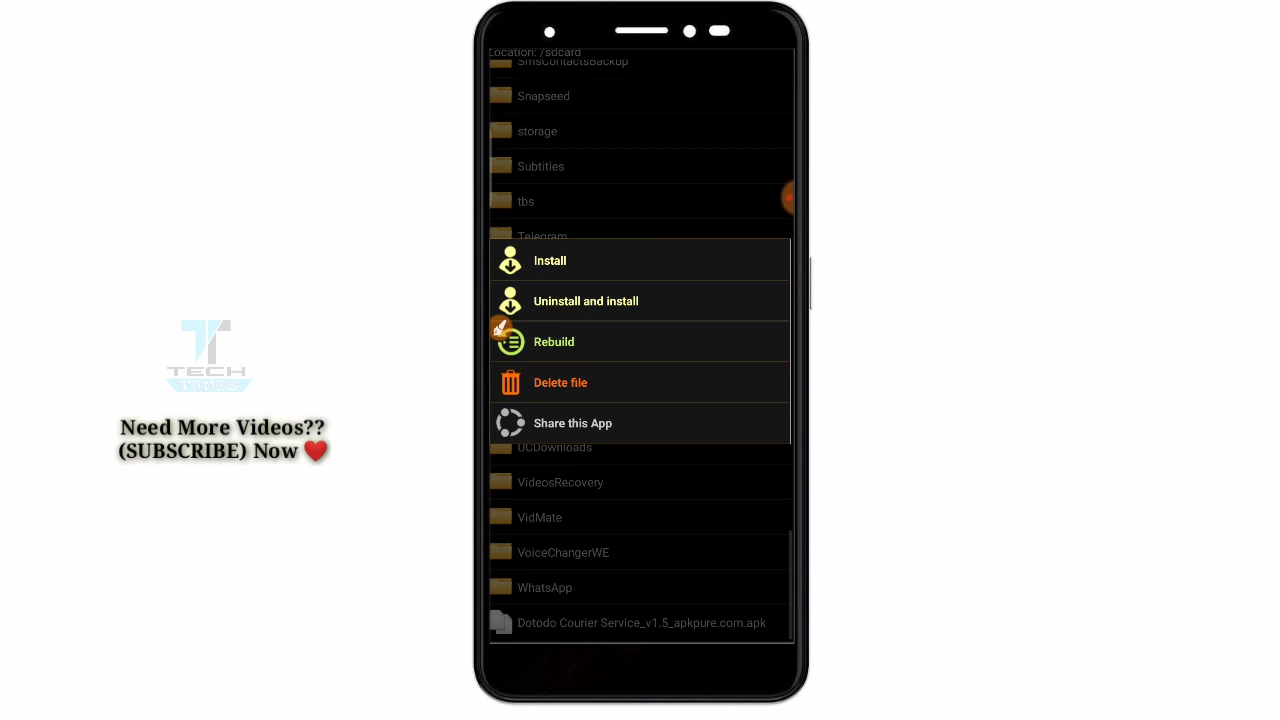 Location: /sdcard
SmsContactsBackup
Snapseed
storage
Subtitles
tbs
Telegram
Install
Uninstall and install
Rebuild
Delete file
Share this App
UCDownloads
VideosRecovery
VidMate
VoiceChangerWE
WhatsApp
Dotodo Courier Service_v1.5_apkpure.com.apk
TECH
TUNES
Need More Videos??
(SUBSCRIBE) Now ❤️